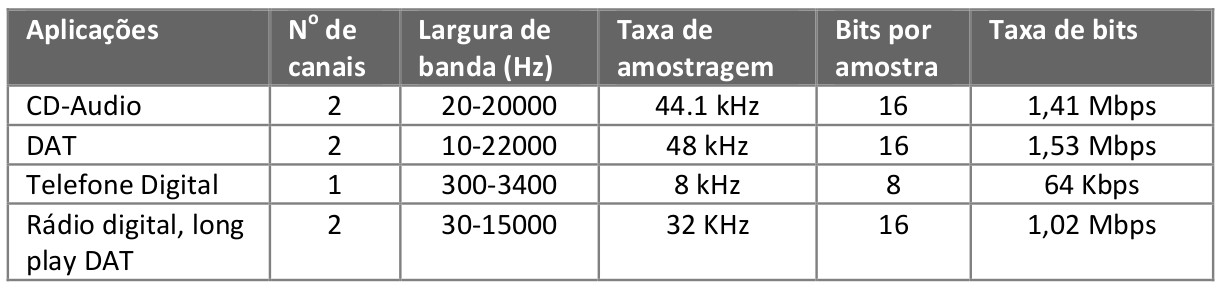 Aplicações Nº de canais Largura de banda (Hz) Taxa de amostragem Bits por amostra Taxa de bits
CD-Audio 2 20-20000 44.1 kHz 16 1,41 Mbps
DAT 2 10-22000 48 kHz 16 1,53 Mbps
Telefone Digital 1 300-3400 8 kHz 8 64 Kbps
Rádio digital, long play DAT 2 30-15000 32 KHz 16 1,02 Mbps